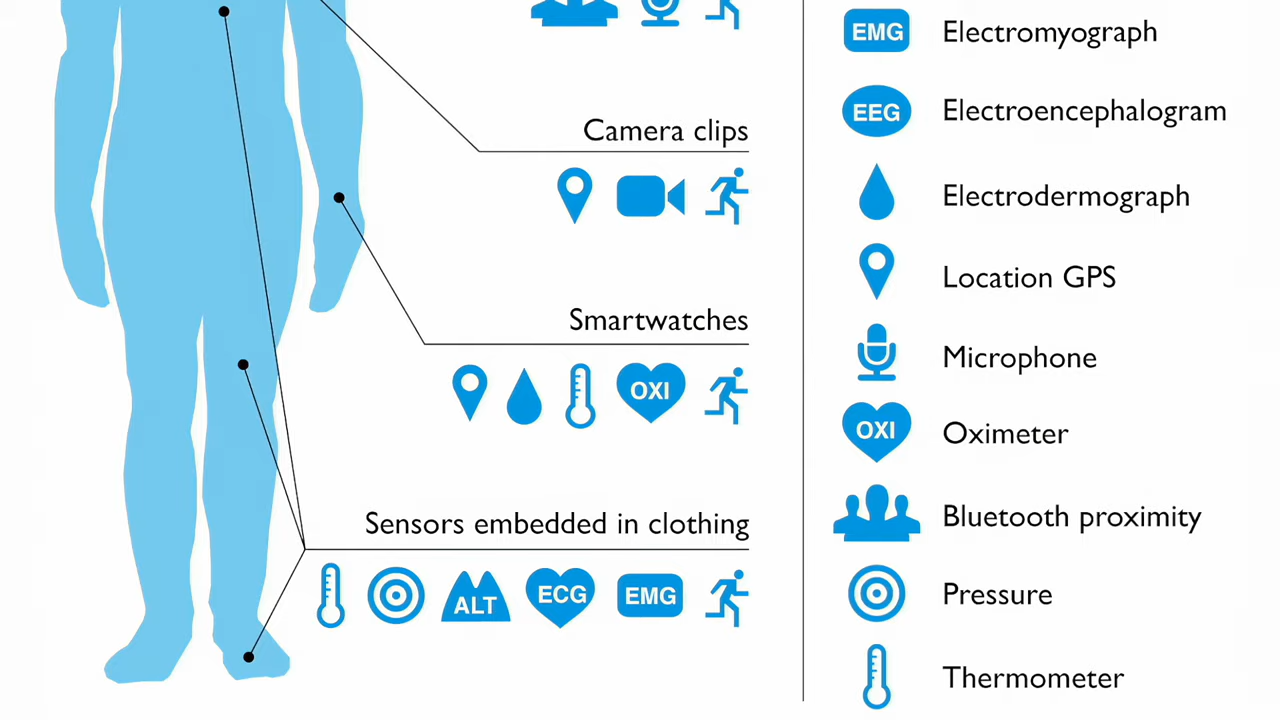 Camera clips
Smartwatches
OXI
Sensors embedded in clothing
ALT
ECG
EMG
EMG
Electromyograph
EEG
Electroencephalogram
Electrodermograph
Location GPS
Microphone
OXI
Oximeter
Bluetooth proximity
Pressure
Thermometer